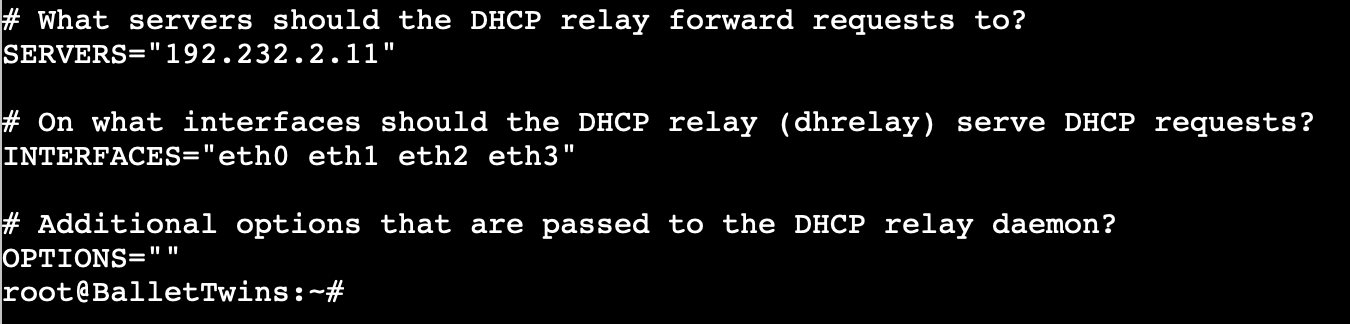 # What servers should the DHCP relay forward requests to?
SERVERS="192.232.2.11"
# On what interfaces should the DHCP relay (dhrelay) serve DHCP requests?
INTERFACES="eth0 eth1 eth2 eth3"
# Additional options that are passed to the DHCP relay daemon?
OPTIONS=""
root@BalletTwins:~#